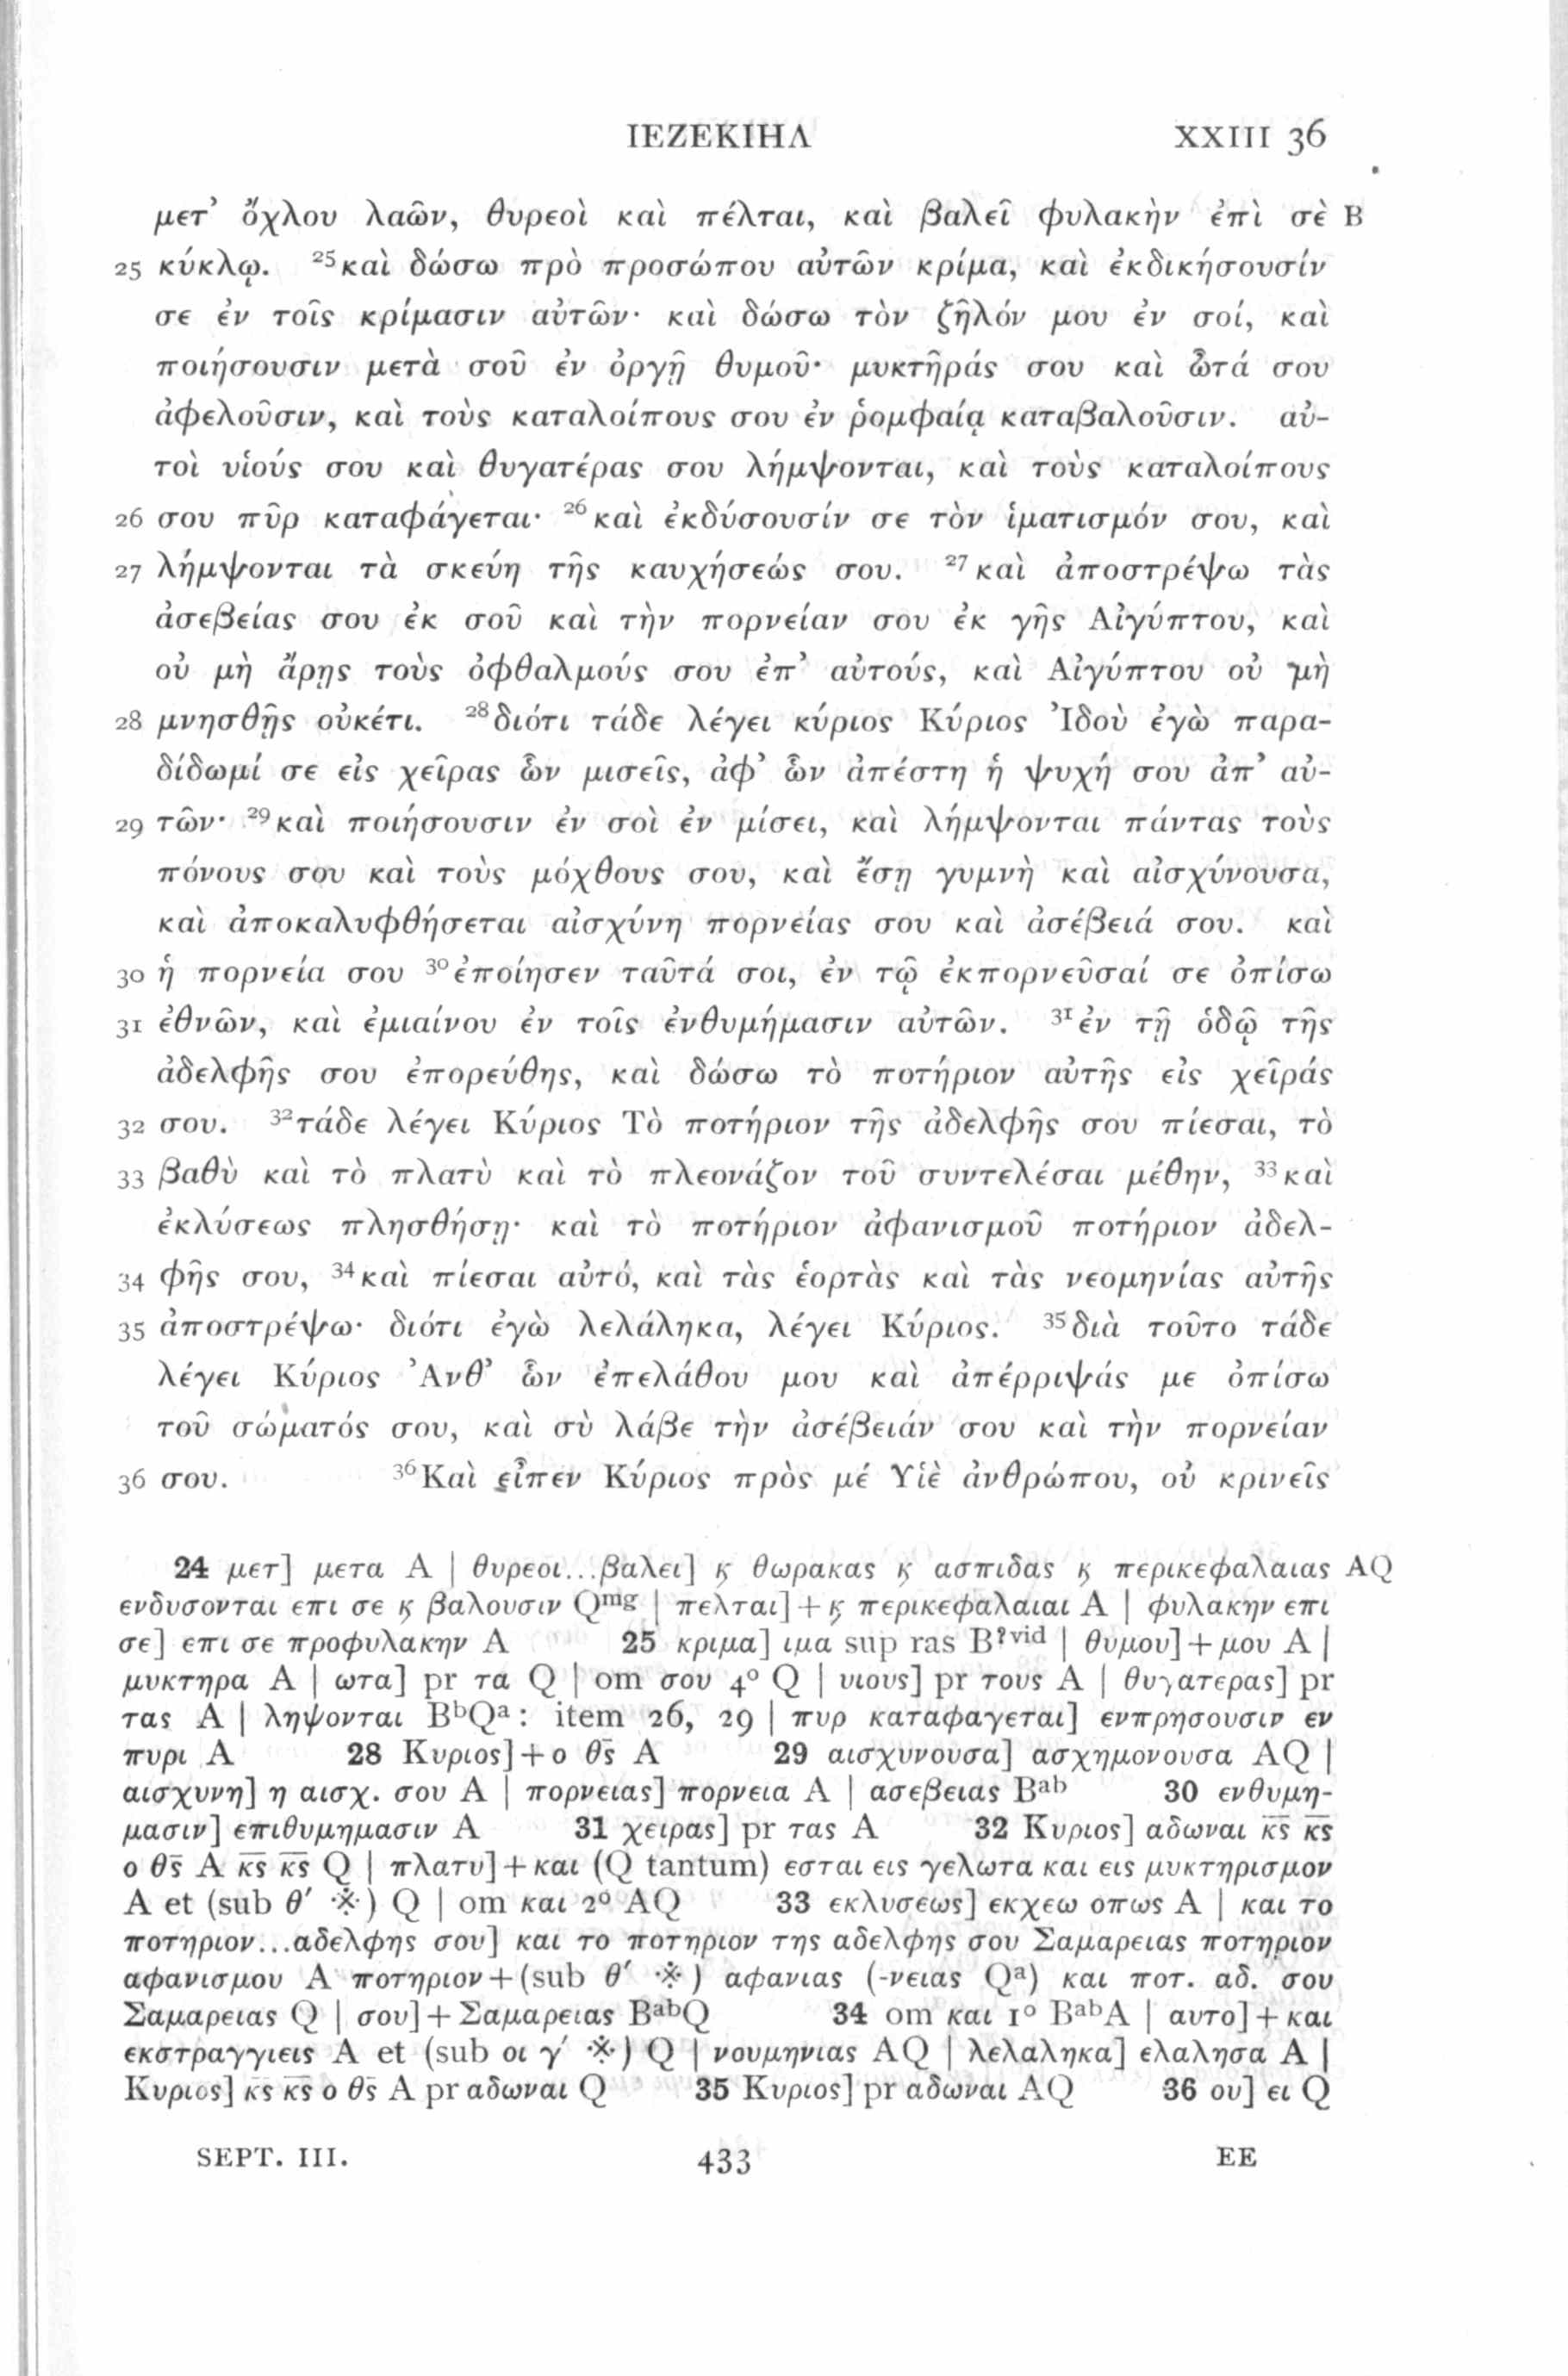 ΙΕΖΕΚΙΗΛ XXIII 36
μετ’ ὄχλου λαῶν, θυρεοὶ καὶ πέλται, καὶ βαλεῖ φυλακὴν ἐπὶ σὲ B
25 κύκλῳ. ²⁵καὶ δώσω πρὸ προσώπου αὐτῶν κρίμα, καὶ ἐκδικήσουσίν
σε ἐν τοῖς κρίμασιν αὐτῶν· καὶ δώσω τὸν ζῆλόν μου ἐν σοί, καὶ
ποιήσουσιν μετὰ σοῦ ἐν ὀργῇ θυμοῦ· μυκτῆράς σου καὶ ὦτά σου
ἀφελοῦσιν, καὶ τοὺς καταλοίπους σου ἐν ῥομφαίᾳ καταβαλοῦσιν. αὐ-
τοὶ υἱούς σου καὶ θυγατέρας σου λήμψονται, καὶ τοὺς καταλοίπους
26 σου πῦρ καταφάγεται· ²⁶καὶ ἐκδύσουσίν σε τὸν ἱματισμόν σου, καὶ
27 λήμψονται τὰ σκεύη τῆς καυχήσεώς σου. ²⁷καὶ ἀποστρέψω τὰς
ἀσεβείας σου ἐκ σοῦ καὶ τὴν πορνείαν σου ἐκ γῆς Αἰγύπτου, καὶ
οὐ μὴ ἄρῃς τοὺς ὀφθαλμούς σου ἐπ’ αὐτούς, καὶ Αἰγύπτου οὐ μὴ
28 μνησθῇς οὐκέτι. ²⁸διότι τάδε λέγει κύριος Κύριος Ἰδοὺ ἐγὼ παρα-
δίδωμί σε εἰς χεῖρας ὧν μισεῖς, ἀφ’ ὧν ἀπέστη ἡ ψυχή σου ἀπ’ αὐ-
29 τῶν· ²⁹καὶ ποιήσουσιν ἐν σοὶ ἐν μίσει, καὶ λήμψονται πάντας τοὺς
πόνους σου καὶ τοὺς μόχθους σου, καὶ ἔσῃ γυμνὴ καὶ αἰσχύνουσα,
καὶ ἀποκαλυφθήσεται αἰσχύνη πορνείας σου καὶ ἀσέβειά σου. καὶ
30 ἡ πορνεία σου ³⁰ἐποίησεν ταῦτά σοι, ἐν τῷ ἐκπορνεῦσαί σε ὀπίσω
31 ἐθνῶν, καὶ ἐμιαίνου ἐν τοῖς ἐνθυμήμασιν αὐτῶν. ³¹ἐν τῇ ὁδῷ τῆς
ἀδελφῆς σου ἐπορεύθης, καὶ δώσω τὸ ποτήριον αὐτῆς εἰς χεῖράς
32 σου. ³²τάδε λέγει Κύριος Τὸ ποτήριον τῆς ἀδελφῆς σου πίεσαι, τὸ
33 βαθὺ καὶ τὸ πλατὺ καὶ τὸ πλεονάζον τοῦ συντελέσαι μέθην, ³³καὶ
ἐκλύσεως πλησθήσῃ· καὶ τὸ ποτήριον ἀφανισμοῦ ποτήριον ἀδελ-
34 φῆς σου, ³⁴καὶ πίεσαι αὐτό, καὶ τὰς ἑορτὰς καὶ τὰς νεομηνίας αὐτῆς
35 ἀποστρέψω· διότι ἐγὼ λελάληκα, λέγει Κύριος. ³⁵διὰ τοῦτο τάδε
λέγει Κύριος Ἀνθ’ ὧν ἐπελάθου μου καὶ ἀπέρριψάς με ὀπίσω
τοῦ σώματός σου, καὶ σὺ λάβε τὴν ἀσέβειάν σου καὶ τὴν πορνείαν
36 σου. ³⁶Καὶ εἶπεν Κύριος πρὸς μέ Υἱὲ ἀνθρώπου, οὐ κρινεῖς
24 μετ] μετα A | θυρεοι...βαλει] ϗ θωρακας ϗ ασπιδας ϗ περικεφαλαιας AQ
ενδυσονται επι σε ϗ βαλουσιν Qᵐᵍ | πελται] + ϗ περικεφαλαιαι A | φυλακην επι
σε] επι σε προφυλακην A 25 κριμα] ιμα sup ras B?ᵛⁱᵈ | θυμου] + μου A |
μυκτηρα A | ωτα] pr τα Q | om σου 4° Q | υιους] pr τους A | θυγατερας] pr
τας A | ληψονται BᵇQᵃ: item 26, 29 | πυρ καταφαγεται] ενπρησουσιν εν
πυρι A 28 Κυριος] + ο θ̅ς̅ A 29 αισχυνουσα] ασχημονουσα AQ |
αισχυνη] η αισχ. σου A | πορνειας] πορνεια A | ασεβειας Bᵃᵇ 30 ενθυμη-
μασιν] επιθυμημασιν A 31 χειρας] pr τας A 32 Κυριος] αδωναι κ̅ς̅ κ̅ς̅
ο θ̅ς̅ A κ̅ς̅ κ̅ς̅ Q | πλατυ] + και (Q tantum) εσται εις γελωτα και εις μυκτηρισμον
A et (sub θ′ ※) Q | om και 2° AQ 33 εκλυσεως] εκχεω οπως A | και το
ποτηριον...αδελφης σου] και το ποτηριον της αδελφης σου Σαμαρειας ποτηριον
αφανισμου A ποτηριον + (sub θ′ ※) αφανιας (-νειας Qᵃ) και ποτ. αδ. σου
Σαμαρειας Q | σου] + Σαμαρειας BᵃᵇQ 34 om και 1° BᵃᵇA | αυτο] + και
εκστραγγιεις A et (sub οι γ′ ※) Q | νουμηνιας AQ | λελαληκα] ελαλησα A |
Κυριος] κ̅ς̅ κ̅ς̅ ο θ̅ς̅ A pr αδωναι Q 35 Κυριος] pr αδωναι AQ 36 ου] ει Q
SEPT. III. 433 EE